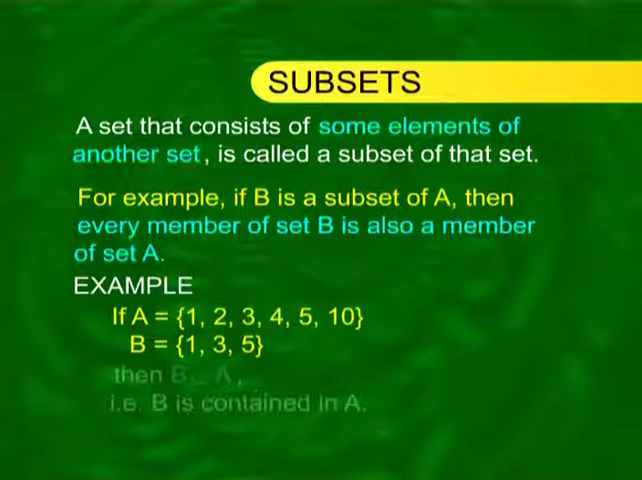 SUBSETS
A set that consists of some elements of
another set, is called a subset of that set.
For example, if B is a subset of A, then
every member of set B is also a member
of set A.
EXAMPLE
If A = {1, 2, 3, 4, 5, 10}
B = {1, 3, 5}
then B A,
i.e. B is contained in A.